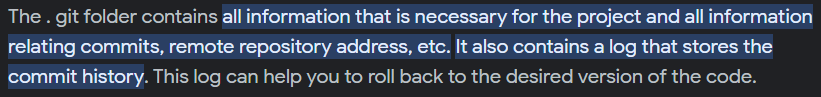 The . git folder contains all information that is necessary for the project and all information
relating commits, remote repository address, etc. It also contains a log that stores the
commit history. This log can help you to roll back to the desired version of the code.